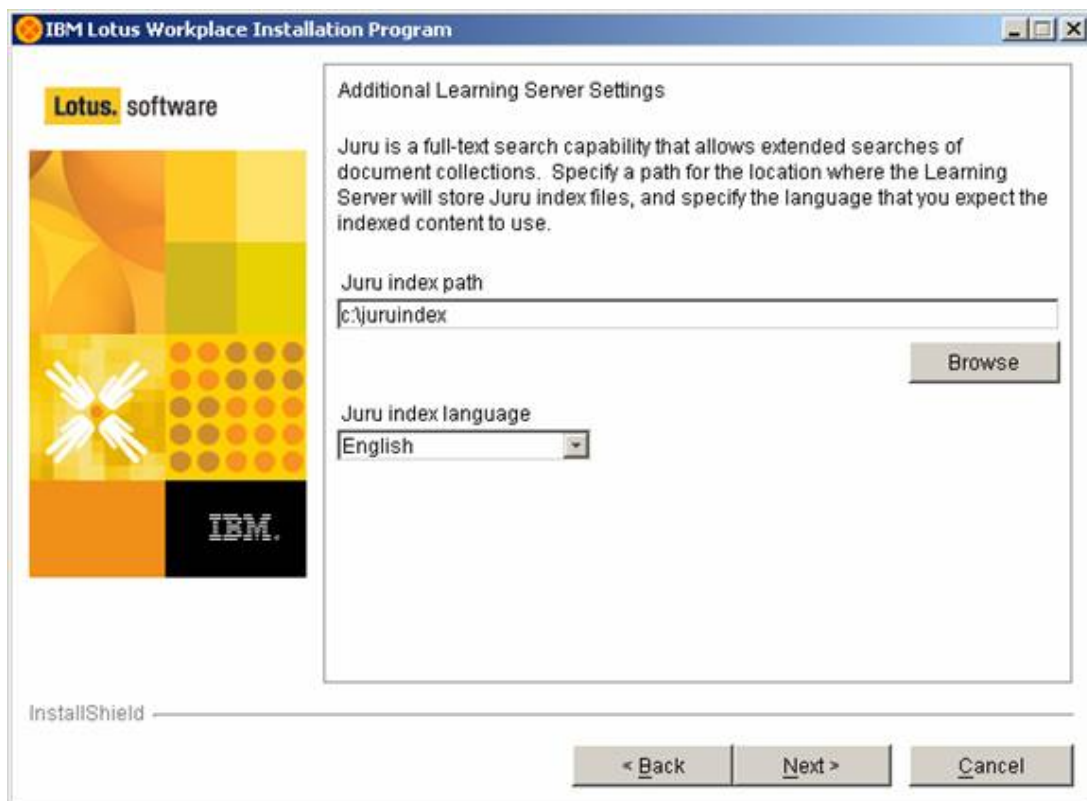 IBM Lotus Workplace Installation Program
Lotus. software
Additional Learning Server Settings
Juru is a full-text search capability that allows extended searches of
document collections.  Specify a path for the location where the Learning
Server will store Juru index files, and specify the language that you expect the
indexed content to use.
Juru index path
c:\juruindex
Browse
Juru index language
English
IBM.
InstallShield
< Back
Next >
Cancel